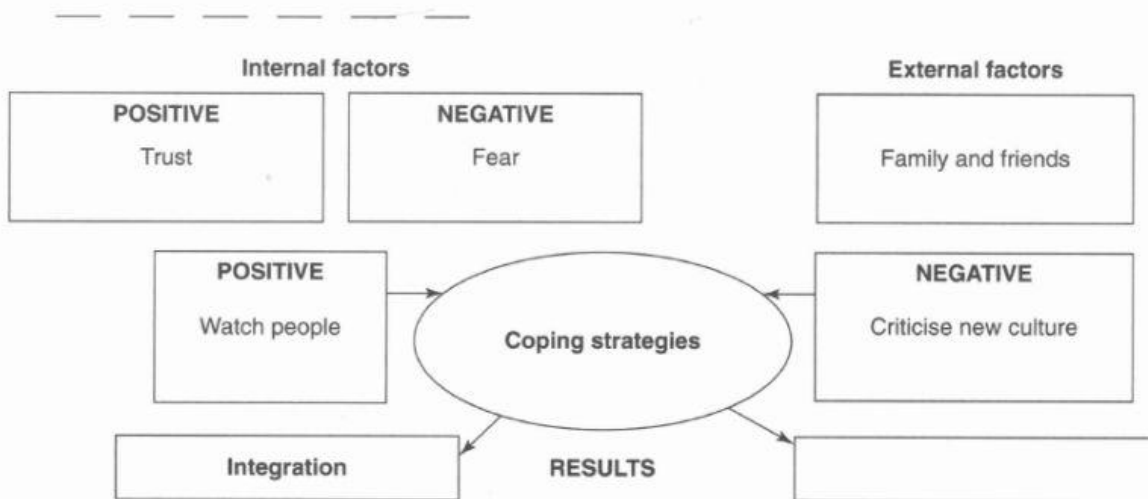 Internal factors
External factors
POSITIVE
Trust
NEGATIVE
Fear
Family and friends
POSITIVE
Watch people
Coping strategies
NEGATIVE
Criticise new culture
Integration
RESULTS